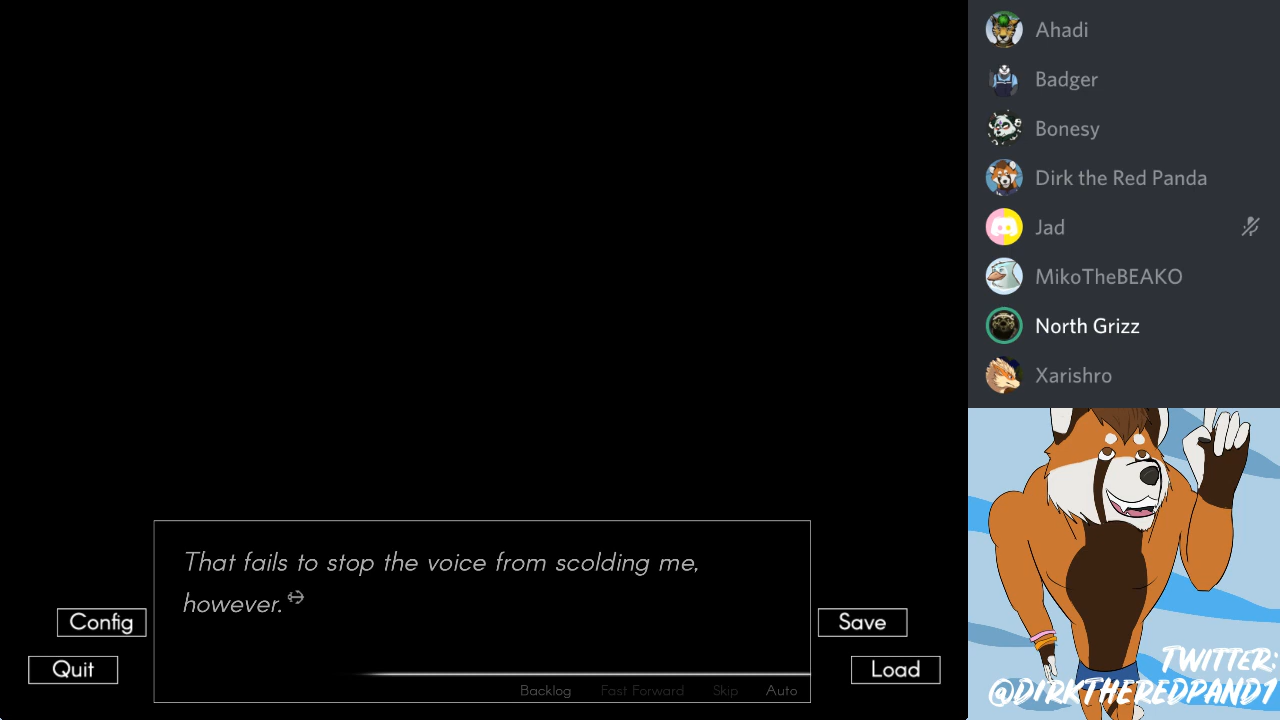 Ahadi
Badger
Bonesy
Dirk the Red Panda
Jad
MikoTheBEAKO
North Grizz
Xarishro
That fails to stop the voice from scolding me,
however.
Config
Save
Quit
Load
Backlog
Fast Forward
Skip
Auto
TWITTER:
@DIRKTHEREDPAND1